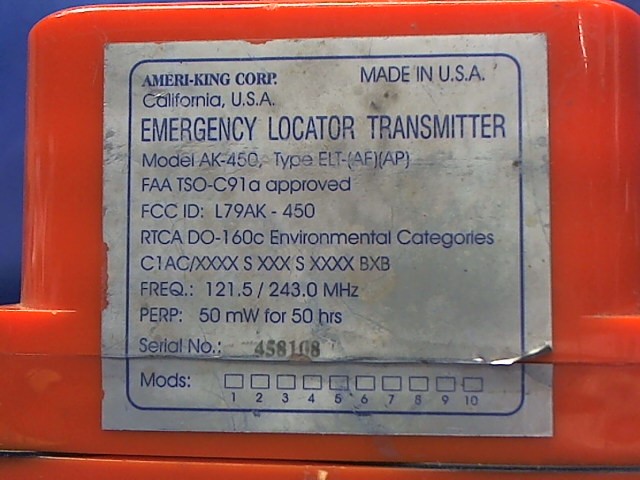 AMERI-KING CORP. MADE IN U.S.A.
California, U.S.A.
EMERGENCY LOCATOR TRANSMITTER
Model AK-450, Type ELT-(AF)(AP)
FAA TSO-C91a approved
FCC ID: L79AK - 450
RTCA DO-160c Environmental Categories
C1AC/XXXX S XXX S XXXX BXB
FREQ.: 121.5 / 243.0 MHz
PERP: 50 mW for 50 hrs
Serial No.: 458108
Mods:
1 2 3 4 5 6 7 8 9 10